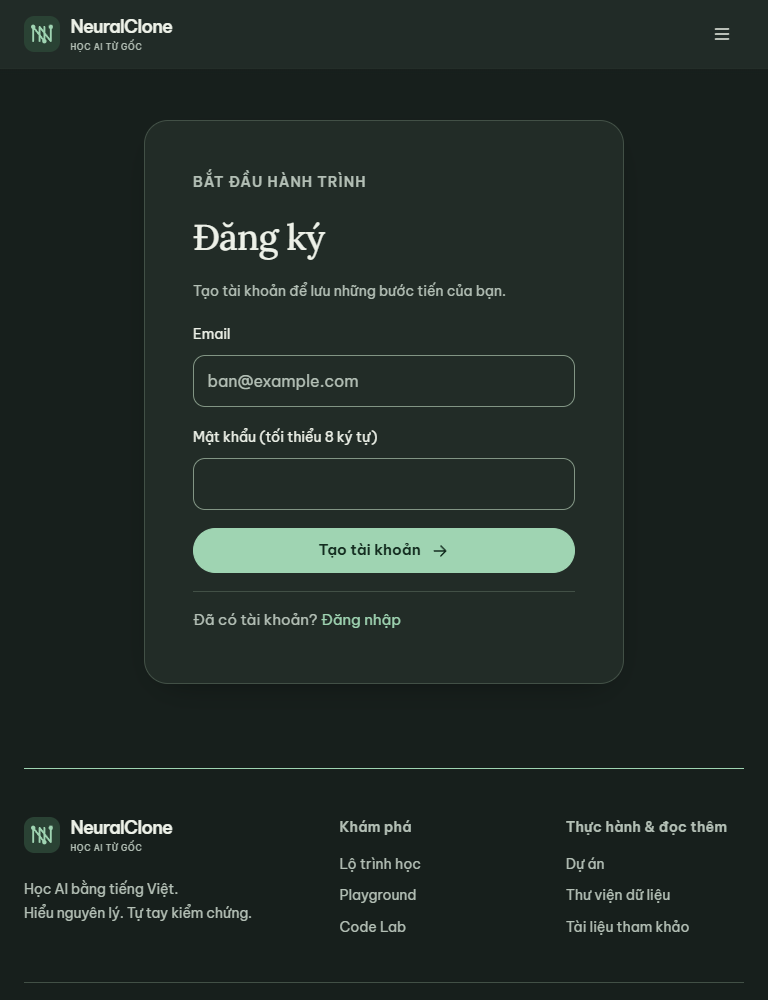 NeuralClone
HỌC AI TỪ GỐC
BẮT ĐẦU HÀNH TRÌNH
Đăng ký
Tạo tài khoản để lưu những bước tiến của bạn.
Email
ban@example.com
Mật khẩu (tối thiểu 8 ký tự)
Tạo tài khoản →
Đã có tài khoản? Đăng nhập
NeuralClone
HỌC AI TỪ GỐC
Học AI bằng tiếng Việt.
Hiểu nguyên lý. Tự tay kiểm chứng.
Khám phá
Lộ trình học
Playground
Code Lab
Thực hành & đọc thêm
Dự án
Thư viện dữ liệu
Tài liệu tham khảo